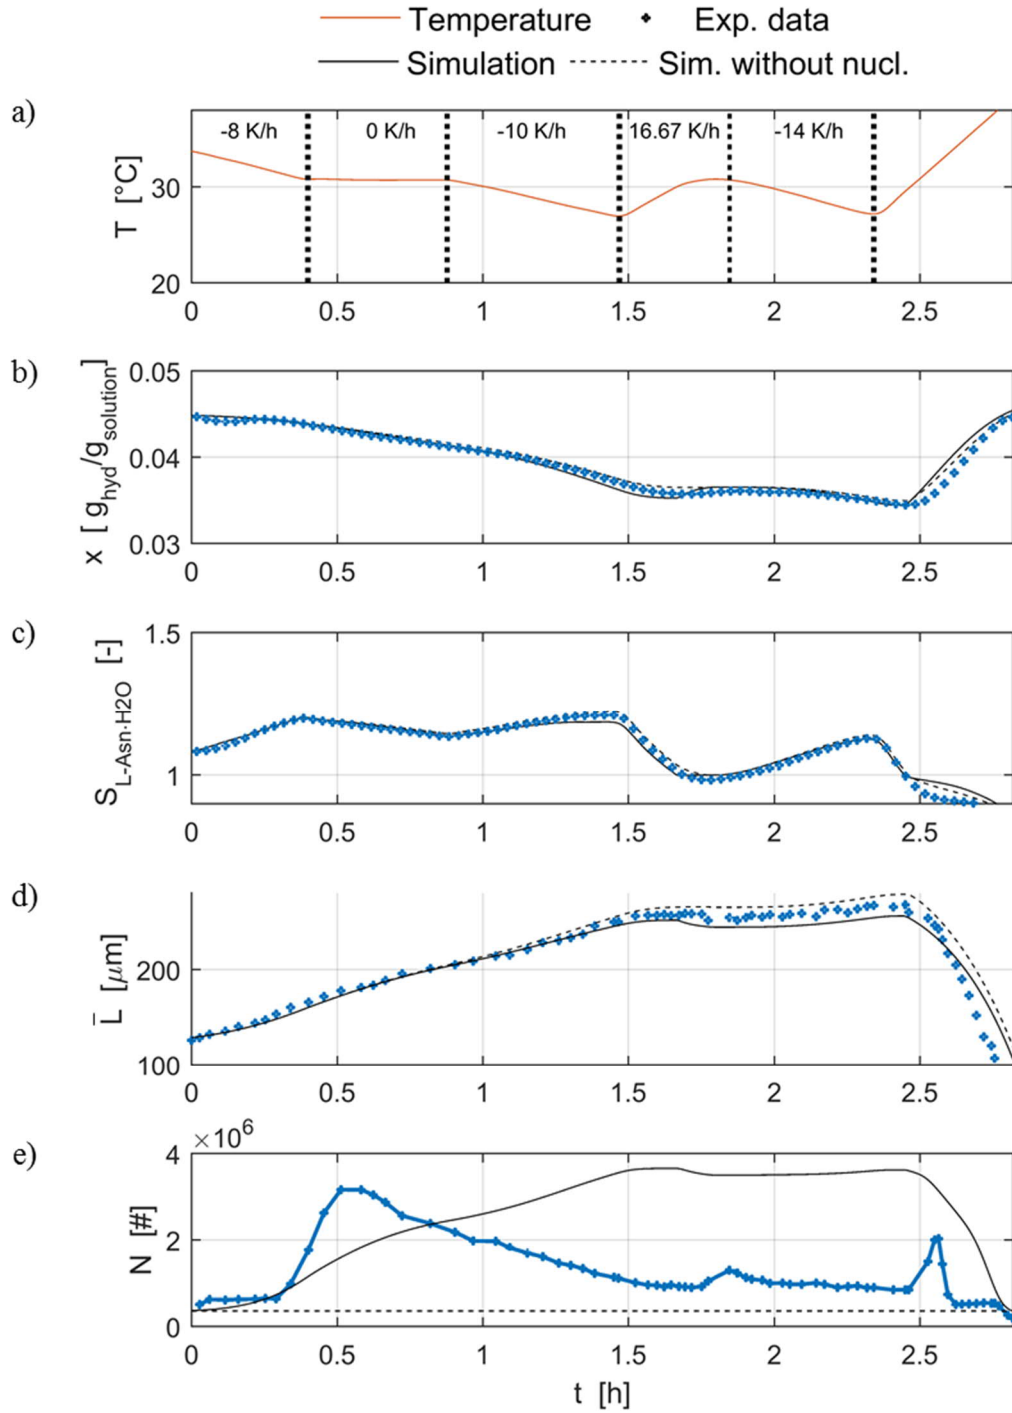 Temperature Exp. data
Simulation Sim. without nucl.
a)
-8 K/h 0 K/h -10 K/h 16.67 K/h -14 K/h
T [°C]
30
20
0 0.5 1 1.5 2 2.5
b)
x [ g_hyd/g_solution]
0.05
0.04
0.03
0 0.5 1 1.5 2 2.5
c)
S_L-Asn·H2O [-]
1.5
1
0 0.5 1 1.5 2 2.5
d)
L̄ [μm]
200
100
0 0.5 1 1.5 2 2.5
e)
×10^6
N [#]
4
2
0
0 0.5 1 1.5 2 2.5
t [h]